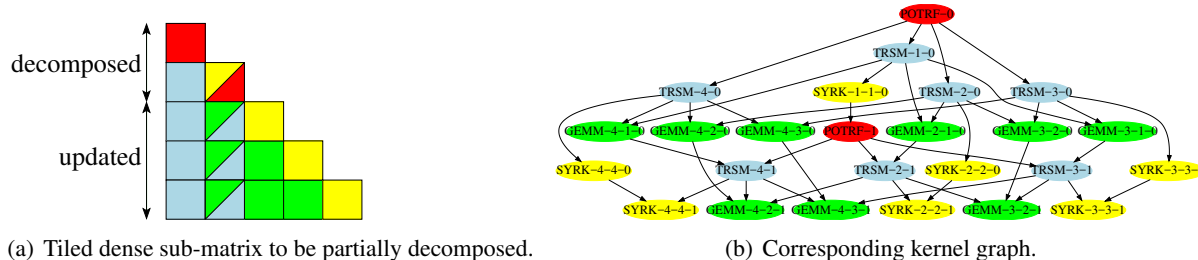 decomposed
updated
POTRF-0
TRSM-1-0
TRSM-4-0
SYRK-1-1-0
TRSM-2-0
TRSM-3-0
GEMM-4-1-0
GEMM-4-2-0
GEMM-4-3-0
POTRF-1
GEMM-2-1-0
GEMM-3-2-0
GEMM-3-1-0
SYRK-4-4-0
TRSM-4-1
TRSM-2-1
SYRK-2-2-0
TRSM-3-1
SYRK-3-3-
SYRK-4-4-1
GEMM-4-2-1
GEMM-4-3-1
SYRK-2-2-1
GEMM-3-2-1
SYRK-3-3-1
(a) Tiled dense sub-matrix to be partially decomposed.
(b) Corresponding kernel graph.